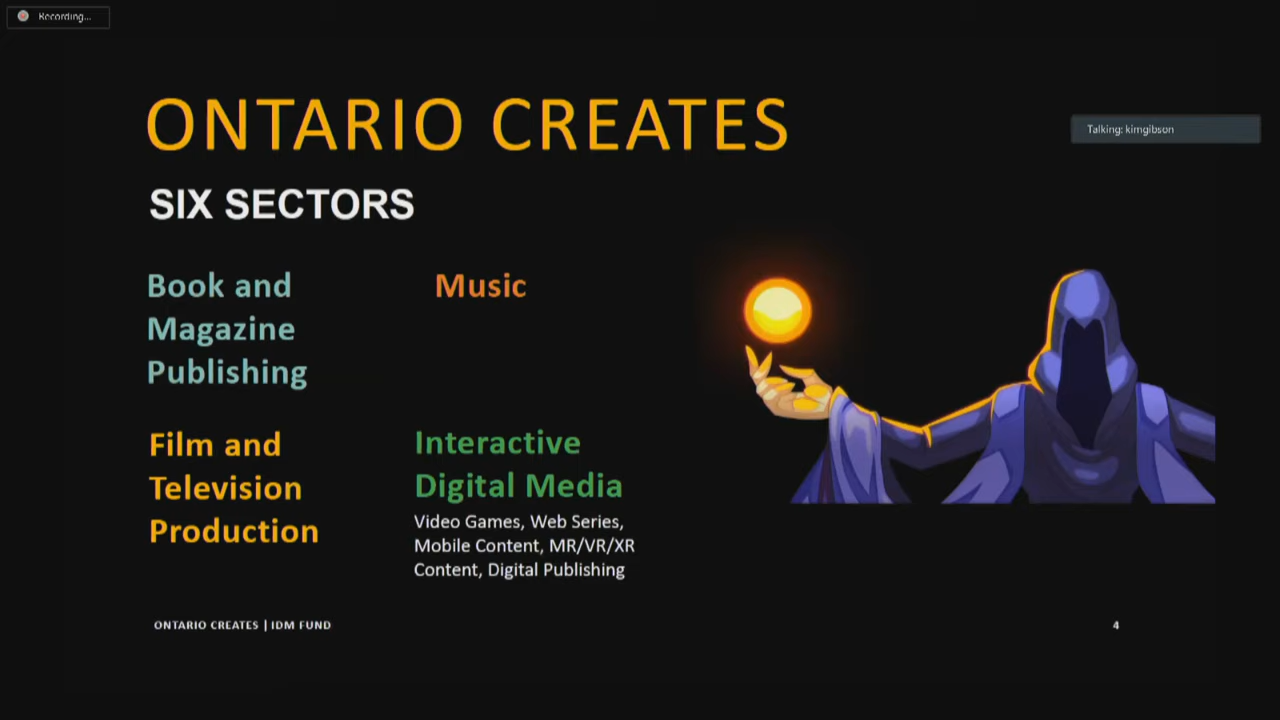 Recording...
ONTARIO CREATES
Talking: kimgibson
SIX SECTORS
Book and
Magazine
Publishing
Music
Film and
Television
Production
Interactive
Digital Media
Video Games, Web Series,
Mobile Content, MR/VR/XR
Content, Digital Publishing
ONTARIO CREATES | IDM FUND
4